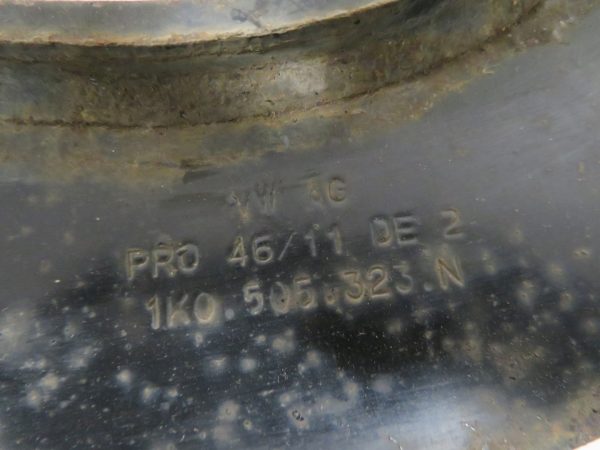 VW AG
PRO 46/11 DE 2
1K0.505.323.N